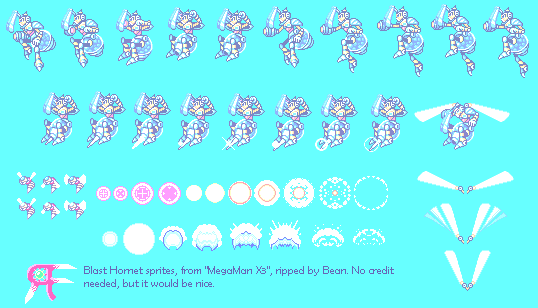 Blast Hornet sprites, from "MegaMan X3", ripped by Bean. No credit
needed, but it would be nice.